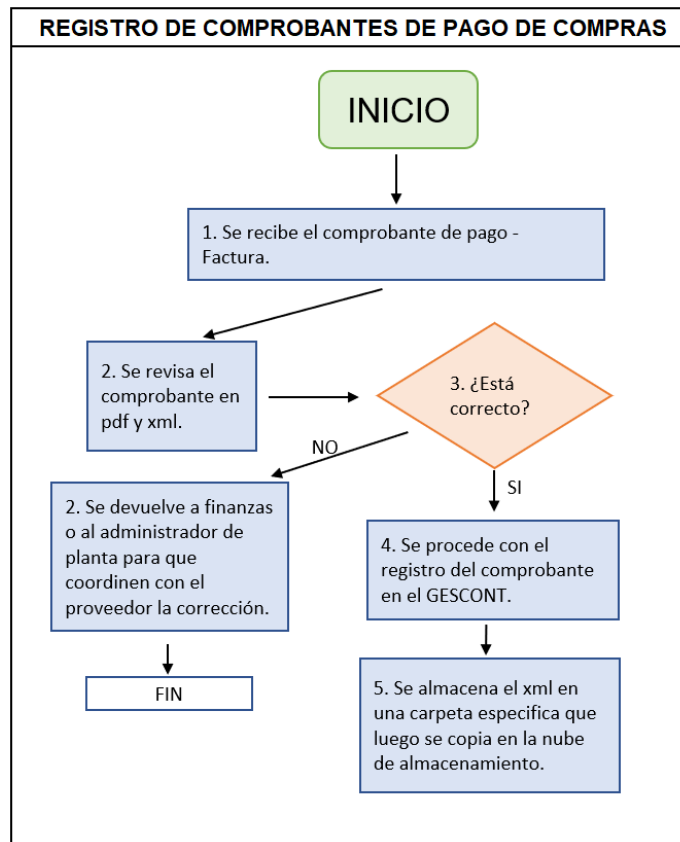 REGISTRO DE COMPROBANTES DE PAGO DE COMPRAS
INICIO
1. Se recibe el comprobante de pago -
Factura.
2. Se revisa el
comprobante en
pdf y xml.
3. ¿Está
correcto?
NO
SI
2. Se devuelve a finanzas
o al administrador de
planta para que
coordinen con el
proveedor la corrección.
4. Se procede con el
registro del comprobante
en el GESCONT.
FIN
5. Se almacena el xml en
una carpeta especifica que
luego se copia en la nube
de almacenamiento.